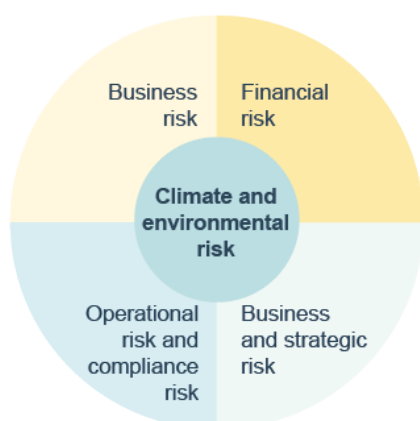 Business
risk
Financial
risk
Climate and
environmental
risk
Operational
risk and
compliance
risk
Business
and strategic
risk